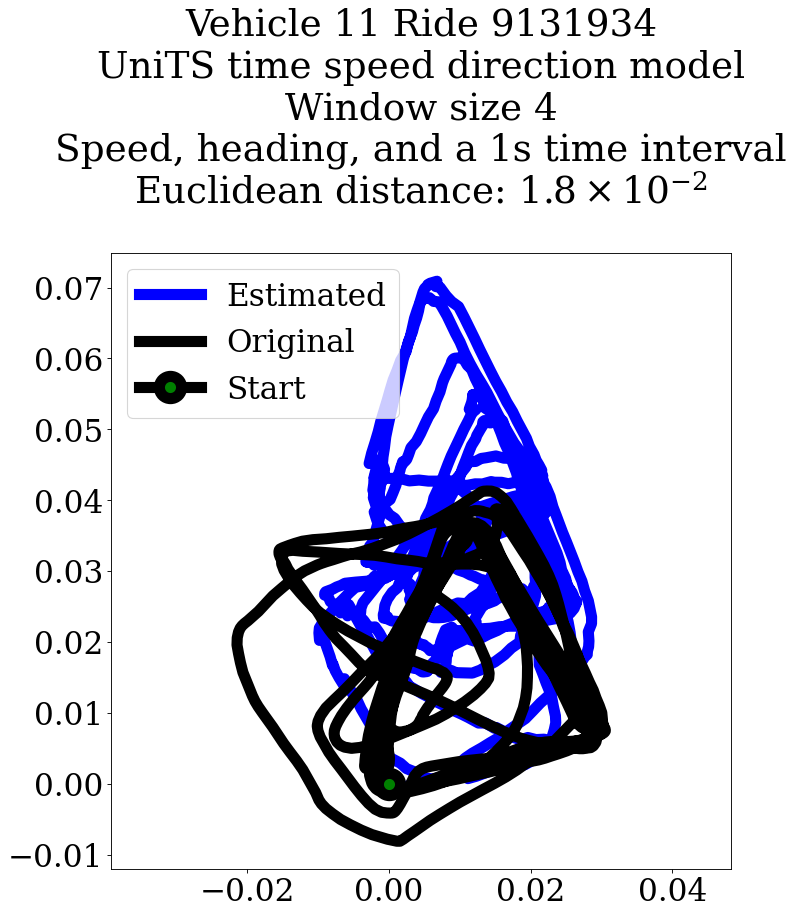 Vehicle 11 Ride 9131934
UniTS time speed direction model
Window size 4
Speed, heading, and a 1s time interval
Euclidean distance: $1.8 \times 10^{-2}$
Estimated
Original
Start
0.07
0.06
0.05
0.04
0.03
0.02
0.01
0.00
−0.01
−0.02 0.00 0.02 0.04